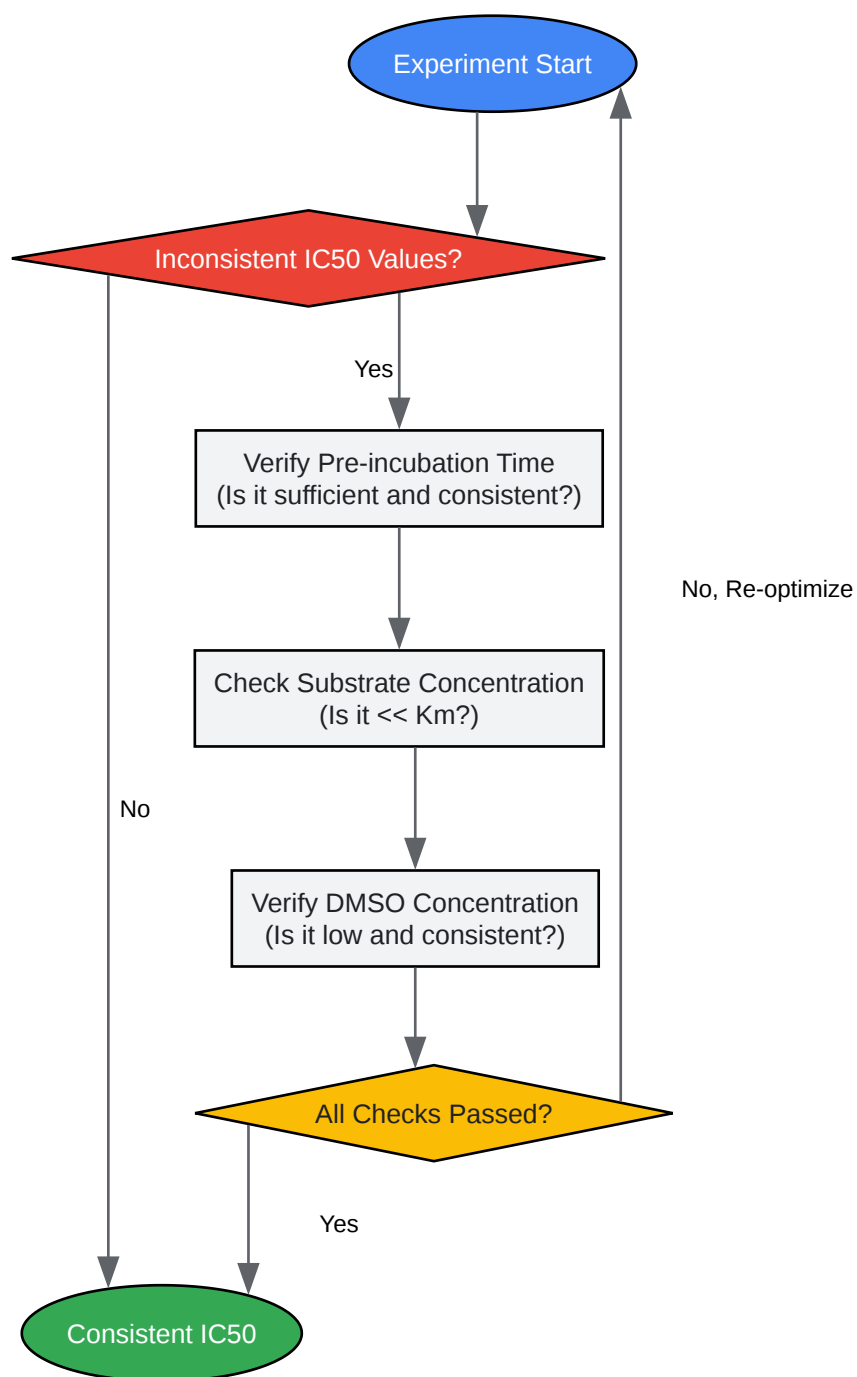 Experiment Start
Inconsistent IC50 Values?
Yes
Verify Pre-incubation Time
(Is it sufficient and consistent?)
No, Re-optimize
Check Substrate Concentration
(Is it << Km?)
No
Verify DMSO Concentration
(Is it low and consistent?)
All Checks Passed?
Yes
Consistent IC50